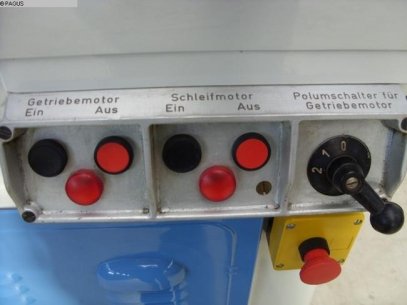 ©PAGUS
Getriebemotor
Ein Aus
Schleifmotor
Ein Aus
Polumschalter für
Getriebemotor
2 1 0